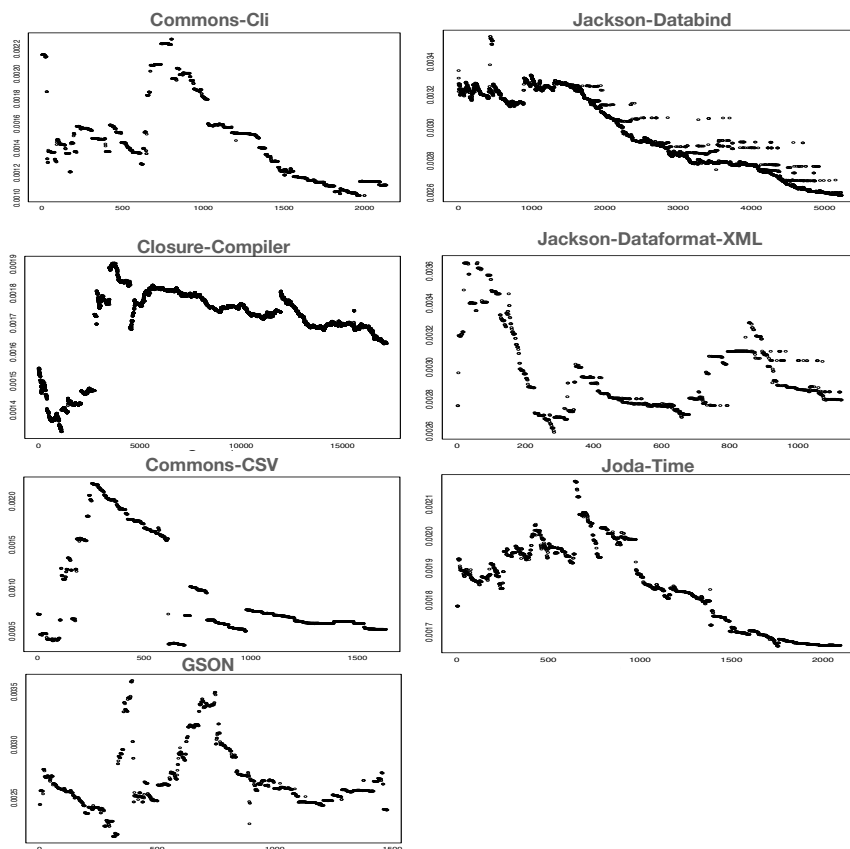 Commons-Cli
0.0022
0.0020
0.0018
0.0016
0.0014
0.0012
0.0010
0 500 1000 1500 2000
Jackson-Databind
0.0034
0.0032
0.0030
0.0028
0.0026
0 1000 2000 3000 4000 5000
Closure-Compiler
0.0019
0.0018
0.0017
0.0016
0.0015
0.0014
0 5000 10000 15000
Jackson-Dataformat-XML
0.0036
0.0034
0.0032
0.0030
0.0028
0.0026
0 200 400 600 800 1000
Commons-CSV
0.0020
0.0015
0.0010
0.0005
0 500 1000 1500
Joda-Time
0.0021
0.0020
0.0019
0.0018
0.0017
0 500 1000 1500 2000
GSON
0.0035
0.0030
0.0025
0 500 1000 1500